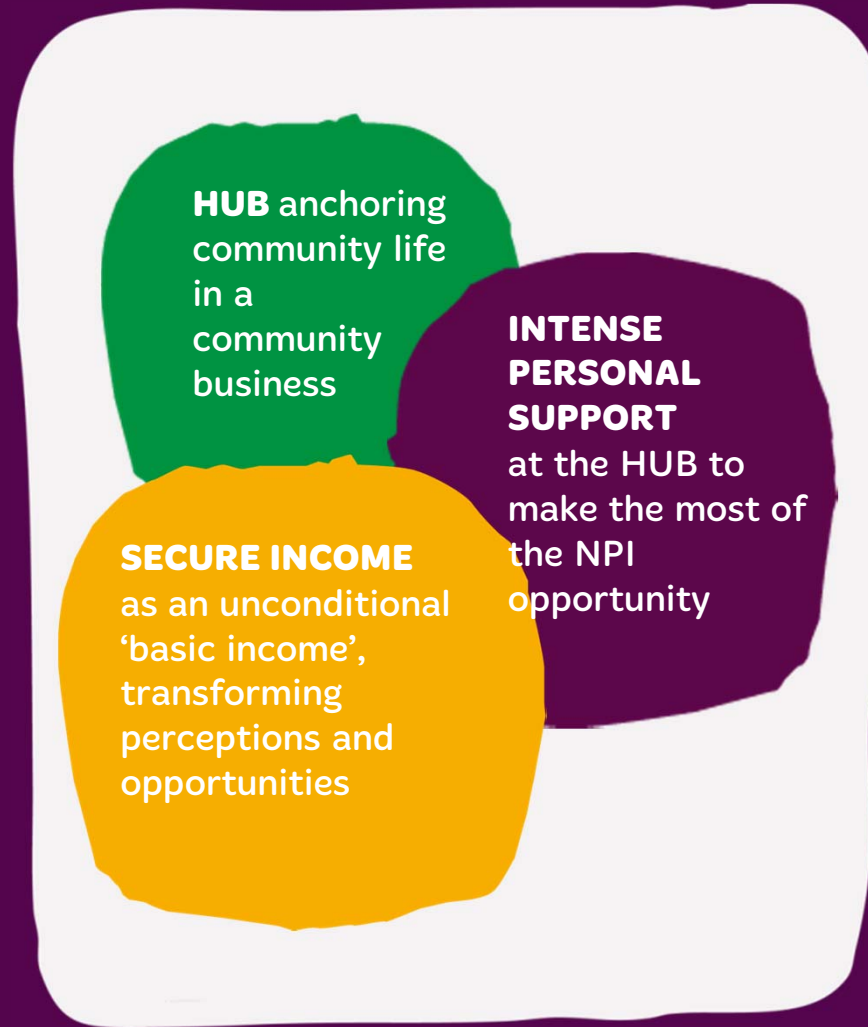 HUB anchoring
community life
in a
community
business
INTENSE
PERSONAL
SUPPORT
at the HUB to
make the most of
the NPI
opportunity
SECURE INCOME
as an unconditional
‘basic income’,
transforming
perceptions and
opportunities